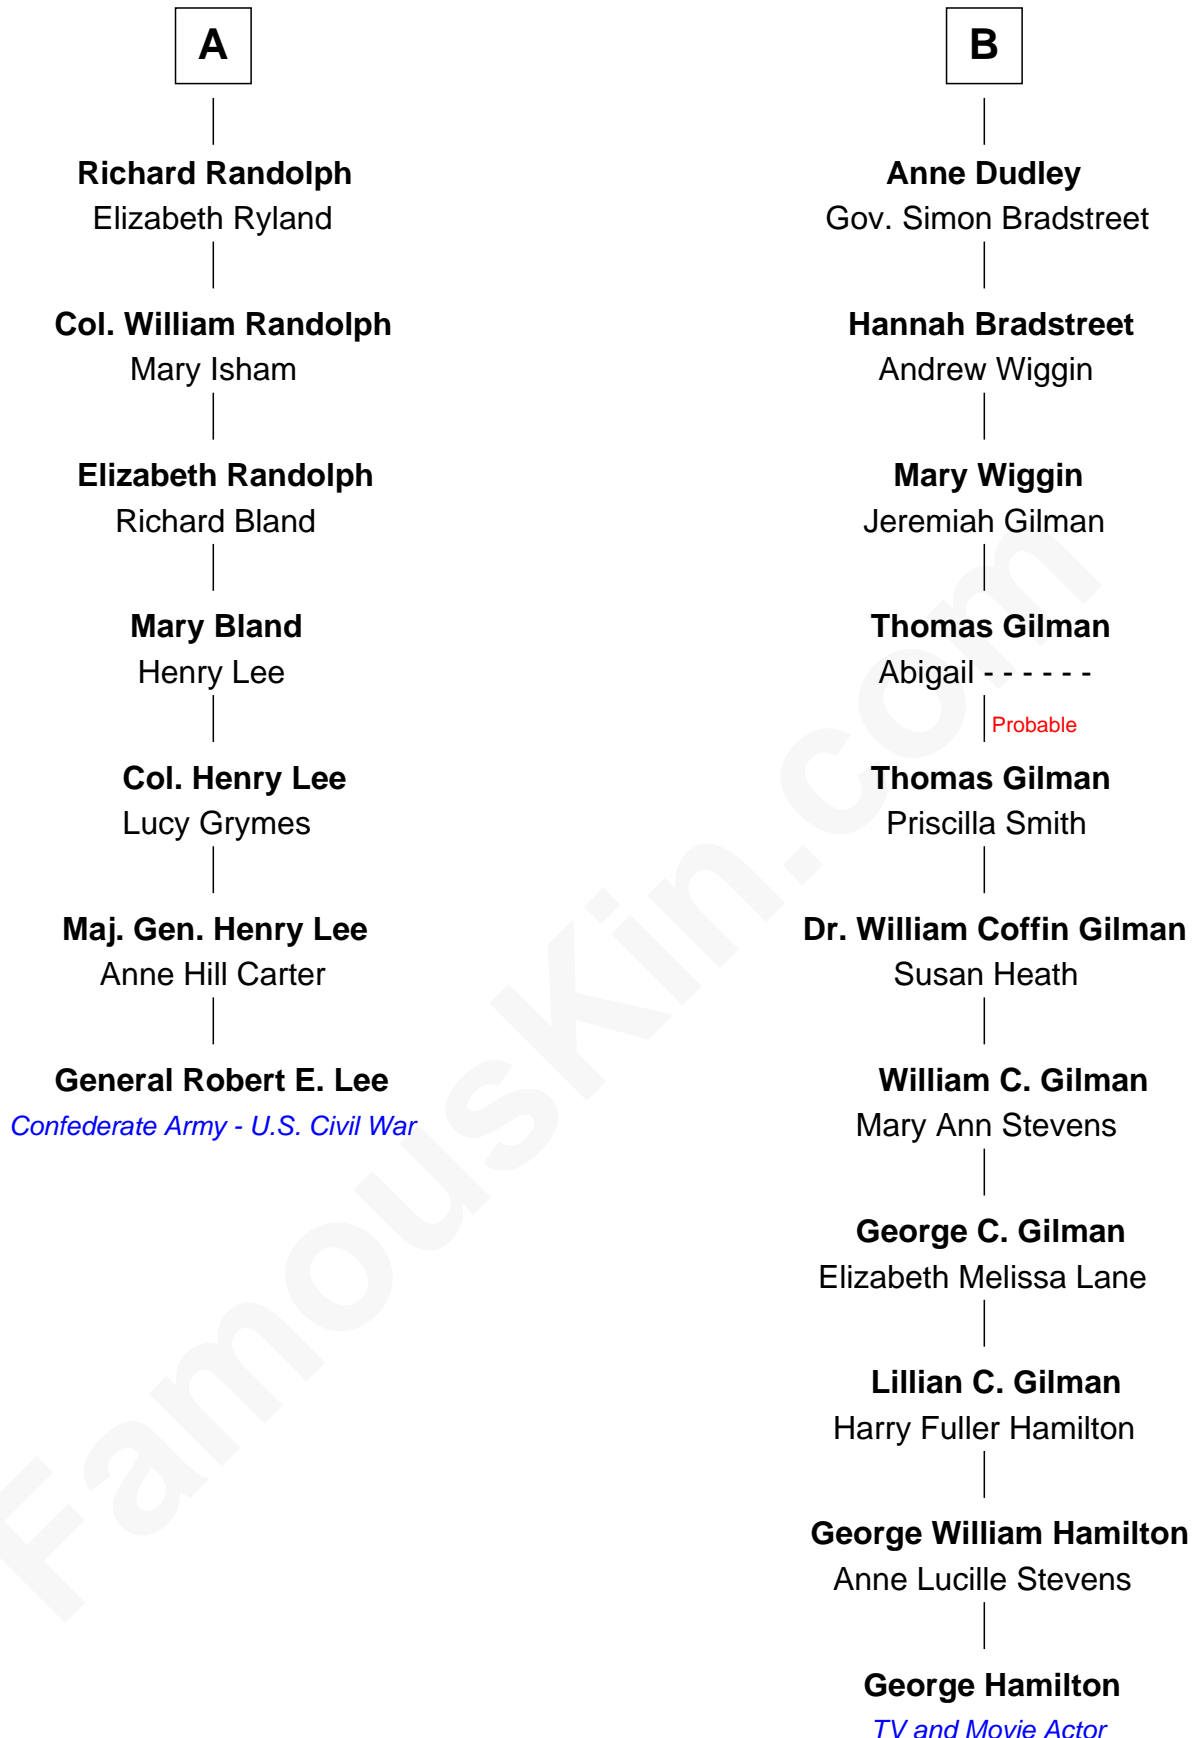 A
Richard Randolph
Elizabeth Ryland
Col. William Randolph
Mary Isham
Elizabeth Randolph
Richard Bland
Mary Bland
Henry Lee
Col. Henry Lee
Lucy Grymes
Maj. Gen. Henry Lee
Anne Hill Carter
General Robert E. Lee
Confederate Army - U.S. Civil War
B
Anne Dudley
Gov. Simon Bradstreet
Hannah Bradstreet
Andrew Wiggin
Mary Wiggin
Jeremiah Gilman
Thomas Gilman
Abigail - - - - - -
Probable
Thomas Gilman
Priscilla Smith
Dr. William Coffin Gilman
Susan Heath
William C. Gilman
Mary Ann Stevens
George C. Gilman
Elizabeth Melissa Lane
Lillian C. Gilman
Harry Fuller Hamilton
George William Hamilton
Anne Lucille Stevens
George Hamilton
TV and Movie Actor
FamousKin.com